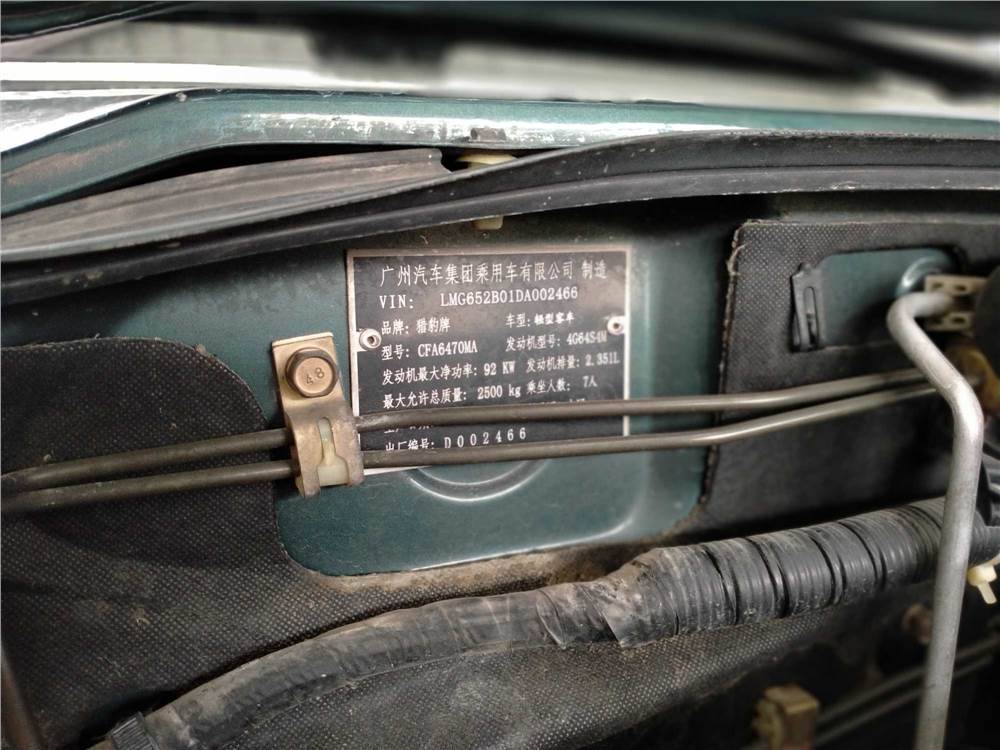 广州汽车集团乘用车有限公司 制造
VIN: LMG652B01DA002466
品牌: 猎豹牌 车型: 轻型客车
型号: CFA6470MA 发动机型号: 4G64S4M
发动机最大净功率: 92 KW 发动机排量: 2.351L
最大允许总质量: 2500 kg 乘坐人数: 7人
出厂编号: D002466
48